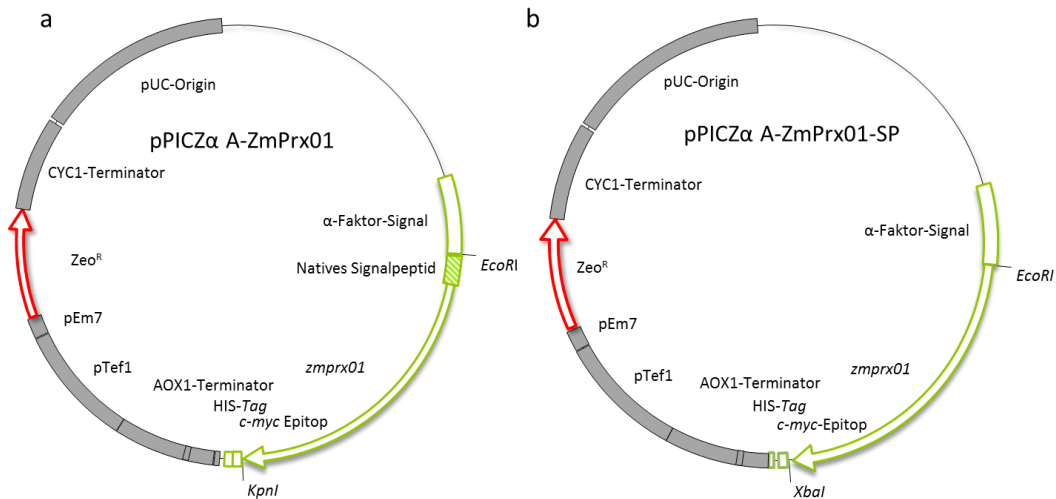 a
pUC-Origin
pPICZα A-ZmPrx01
CYC1-Terminator
α-Faktor-Signal
EcoRI
Natives Signalpeptid
Zeoᴿ
pEm7
pTef1
zmprx01
AOX1-Terminator
HIS-Tag
c-myc Epitop
KpnI
b
pUC-Origin
pPICZα A-ZmPrx01-SP
CYC1-Terminator
α-Faktor-Signal
EcoRI
Zeoᴿ
pEm7
pTef1
zmprx01
AOX1-Terminator
HIS-Tag
c-myc-Epitop
XbaI